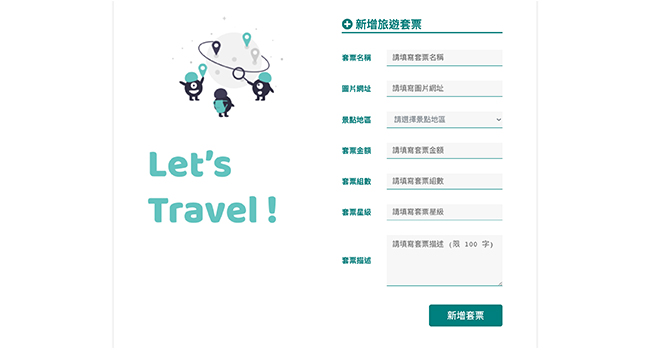 Let's
Travel !
新增旅遊套票
套票名稱 請填寫套票名稱
圖片網址 請填寫圖片網址
景點地區 請選擇景點地區
套票金額 請填寫套票金額
套票組數 請填寫套票組數
套票星級 請填寫套票星級
套票描述 請填寫套票描述 (限 100 字)
新增套票